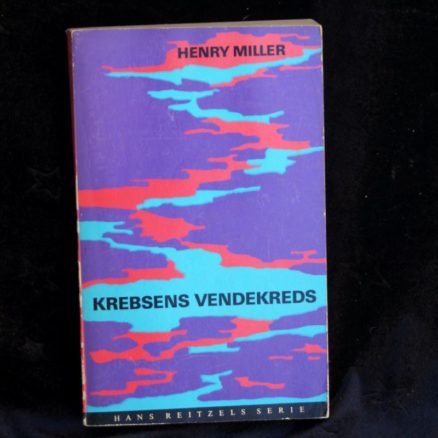 HENRY MILLER
KREBSENS VENDEKREDS
HANS REITZELS SERIE